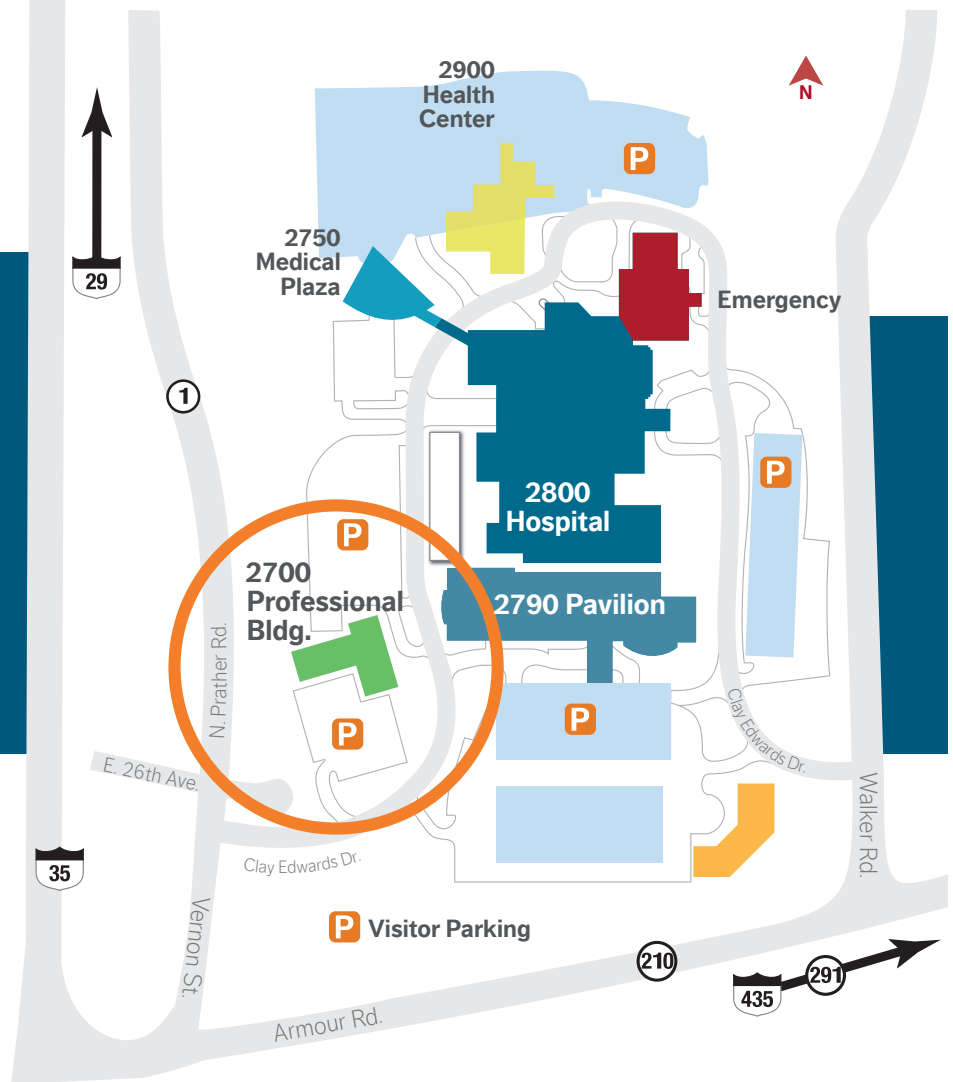 2900
Health
Center
N
P
2750
Medical
Plaza
29
Emergency
1
P
2800
Hospital
P
2700
Professional
Bldg.
2790 Pavilion
N. Prather Rd.
P
P
Clay Edwards Dr.
E. 26th Ave.
Walker Rd.
35
Clay Edwards Dr.
Vernon St.
P Visitor Parking
210
291
435
Armour Rd.